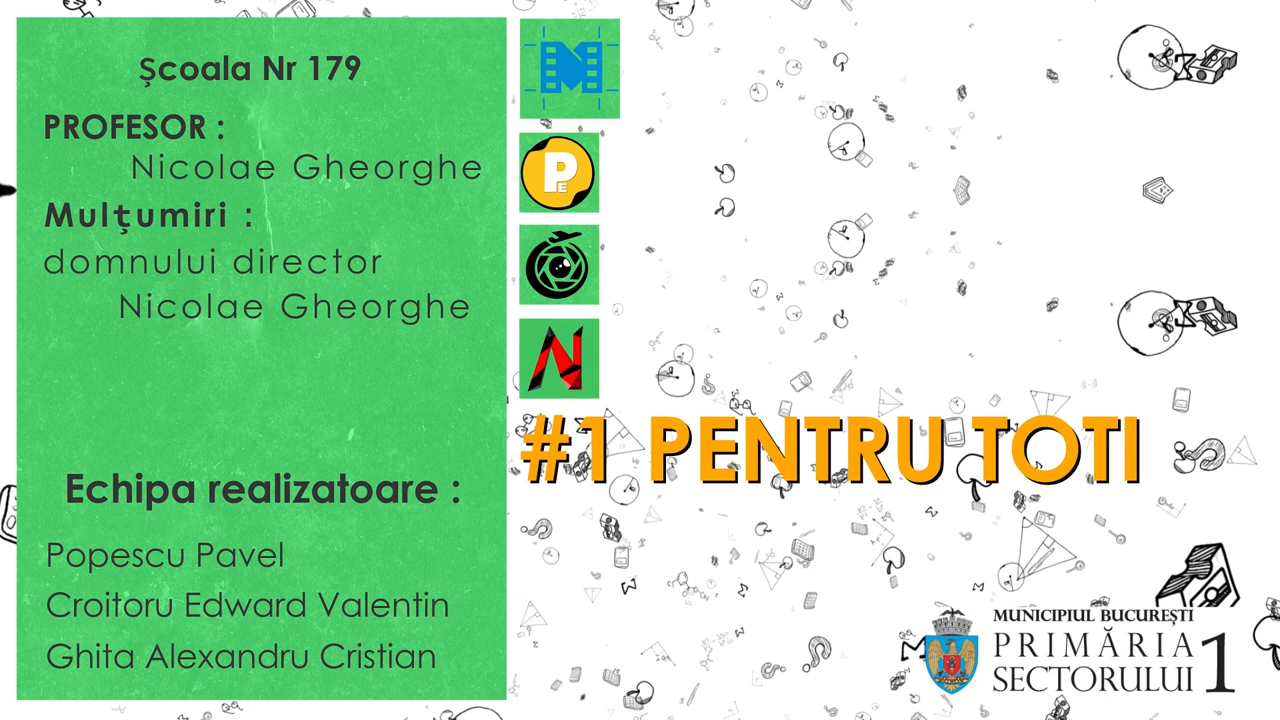 Școala Nr 179
PROFESOR :
Nicolae Gheorghe
Mulțumiri :
domnului director
Nicolae Gheorghe
Echipa realizatoare :
Popescu Pavel
Croitoru Edward Valentin
Ghita Alexandru Cristian
N
PE
N
#1 PENTRU TOTI
MUNICIPIUL BUCUREȘTI
PRIMĂRIA
SECTORULUI 1